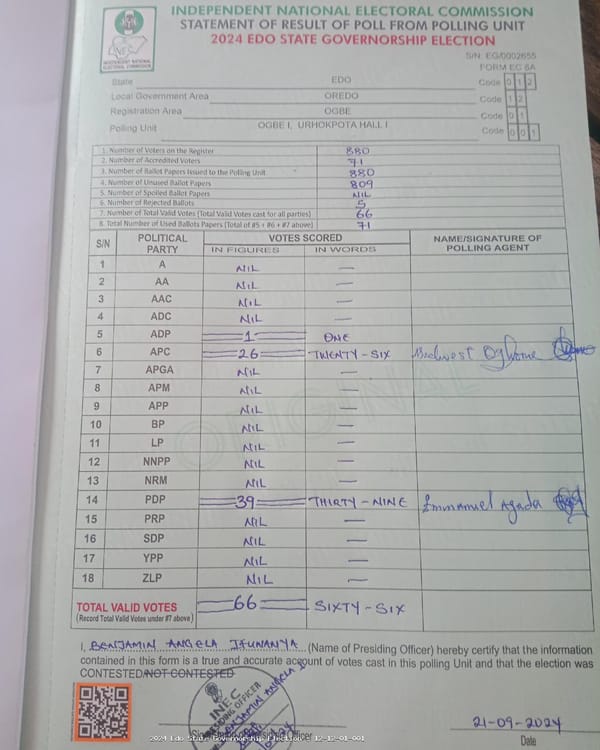 INDEPENDENT NATIONAL ELECTORAL COMMISSION
STATEMENT OF RESULT OF POLL FROM POLLING UNIT
2024 EDO STATE GOVERNORSHIP ELECTION
INEC
INDEPENDENT NATIONAL ELECTORAL COMMISSION
S/N: EG/0002655
FORM EC 8A
State EDO Code 0 1 2
Local Government Area OREDO Code 1 2
Registration Area OGBE Code 0 1
Polling Unit OGBE I, URHOKPOTA HALL I Code 0 0 1
1. Number of Voters on the Register 880
2. Number of Accredited Voters 71
3. Number of Ballot Papers Issued to the Polling Unit 880
4. Number of Unused Ballot Papers 809
5. Number of Spoiled Ballot Papers NIL
6. Number of Rejected Ballots 5
7. Number of Total Valid Votes (Total Valid Votes cast for all parties) 66
8. Total Number of Used Ballots Papers (Total of #5 + #6 + #7 above) 71
S/N POLITICAL PARTY VOTES SCORED NAME/SIGNATURE OF POLLING AGENT
IN FIGURES IN WORDS
1 A NIL —
2 AA NIL —
3 AAC NIL —
4 ADC NIL —
5 ADP 1 ONE
6 APC 26 TWENTY-SIX
7 APGA NIL —
8 APM NIL —
9 APP NIL —
10 BP NIL —
11 LP NIL —
12 NNPP NIL —
13 NRM NIL —
14 PDP 39 THIRTY-NINE Emmanuel Agada
15 PRP NIL —
16 SDP NIL —
17 YPP NIL —
18 ZLP NIL —
TOTAL VALID VOTES 66 SIXTY-SIX
(Record Total Valid Votes under #7 above)
ORIGINAL
I, BENJAMIN ANGELA IFUNANYA (Name of Presiding Officer) hereby certify that the information
contained in this form is a true and accurate account of votes cast in this polling Unit and that the election was
CONTESTED/NOT CONTESTED
INEC
PRESIDING OFFICER
BENJAMIN ANGELA I
21-09-2024
Date
2024 Edo State Governorship Election - 12-12-01-001